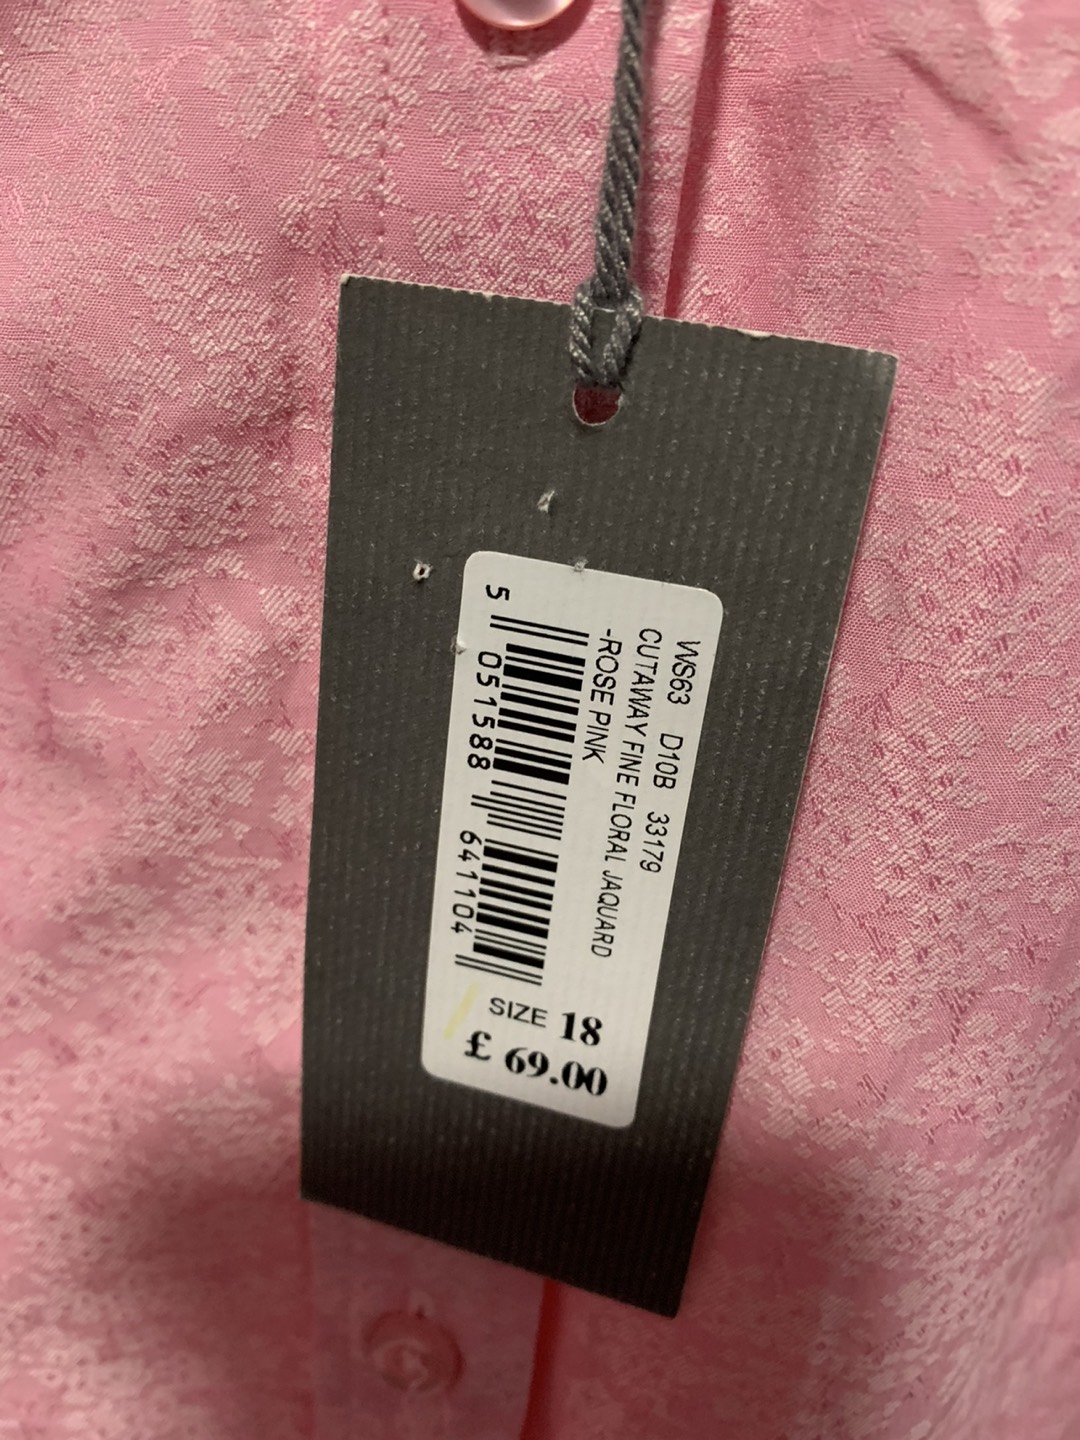 WS63 D10B 33179
CUTAWAY FINE FLORAL JAQUARD
-ROSE PINK
5 051588 641104
SIZE 18
£ 69.00